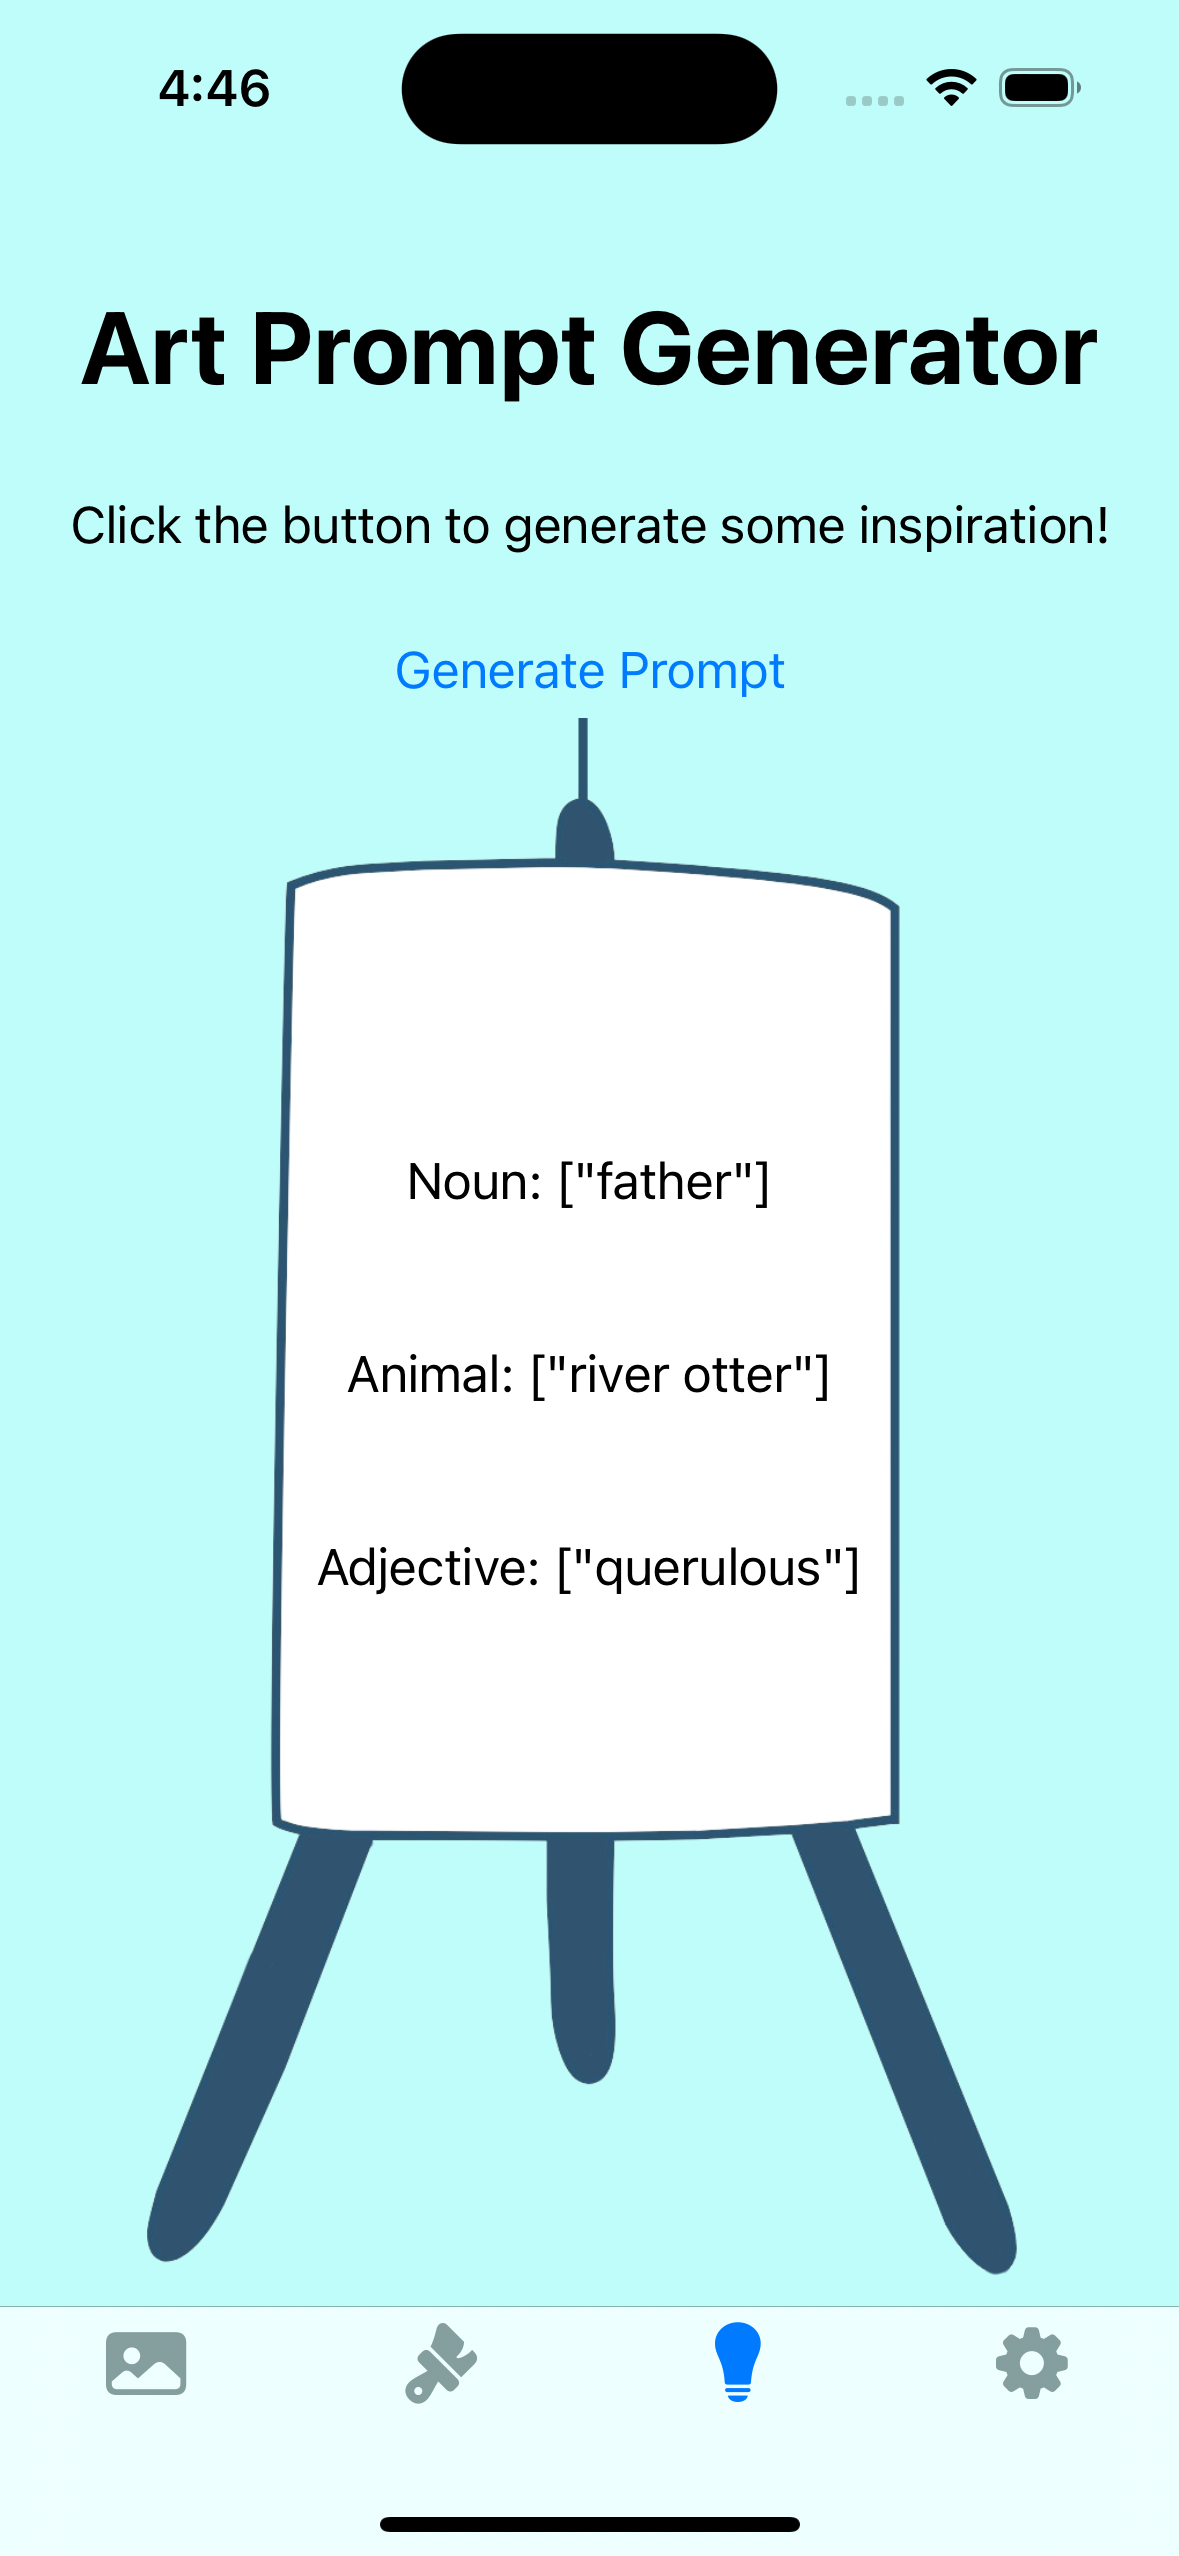 4:46
Art Prompt Generator
Click the button to generate some inspiration!
Generate Prompt
Noun: ["father"]
Animal: ["river otter"]
Adjective: ["querulous"]